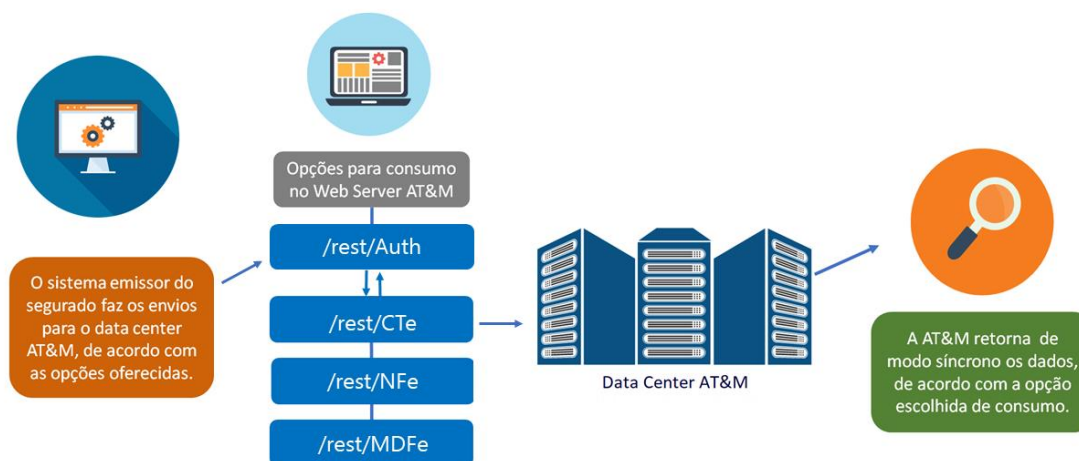 Opções para consumo
no Web Server AT&M
/rest/Auth
O sistema emissor do
segurado faz os envios
para o data center
AT&M, de acordo com
as opções oferecidas.
/rest/CTe
/rest/NFe
/rest/MDFe
Data Center AT&M
A AT&M retorna de
modo síncrono os dados,
de acordo com a opção
escolhida de consumo.